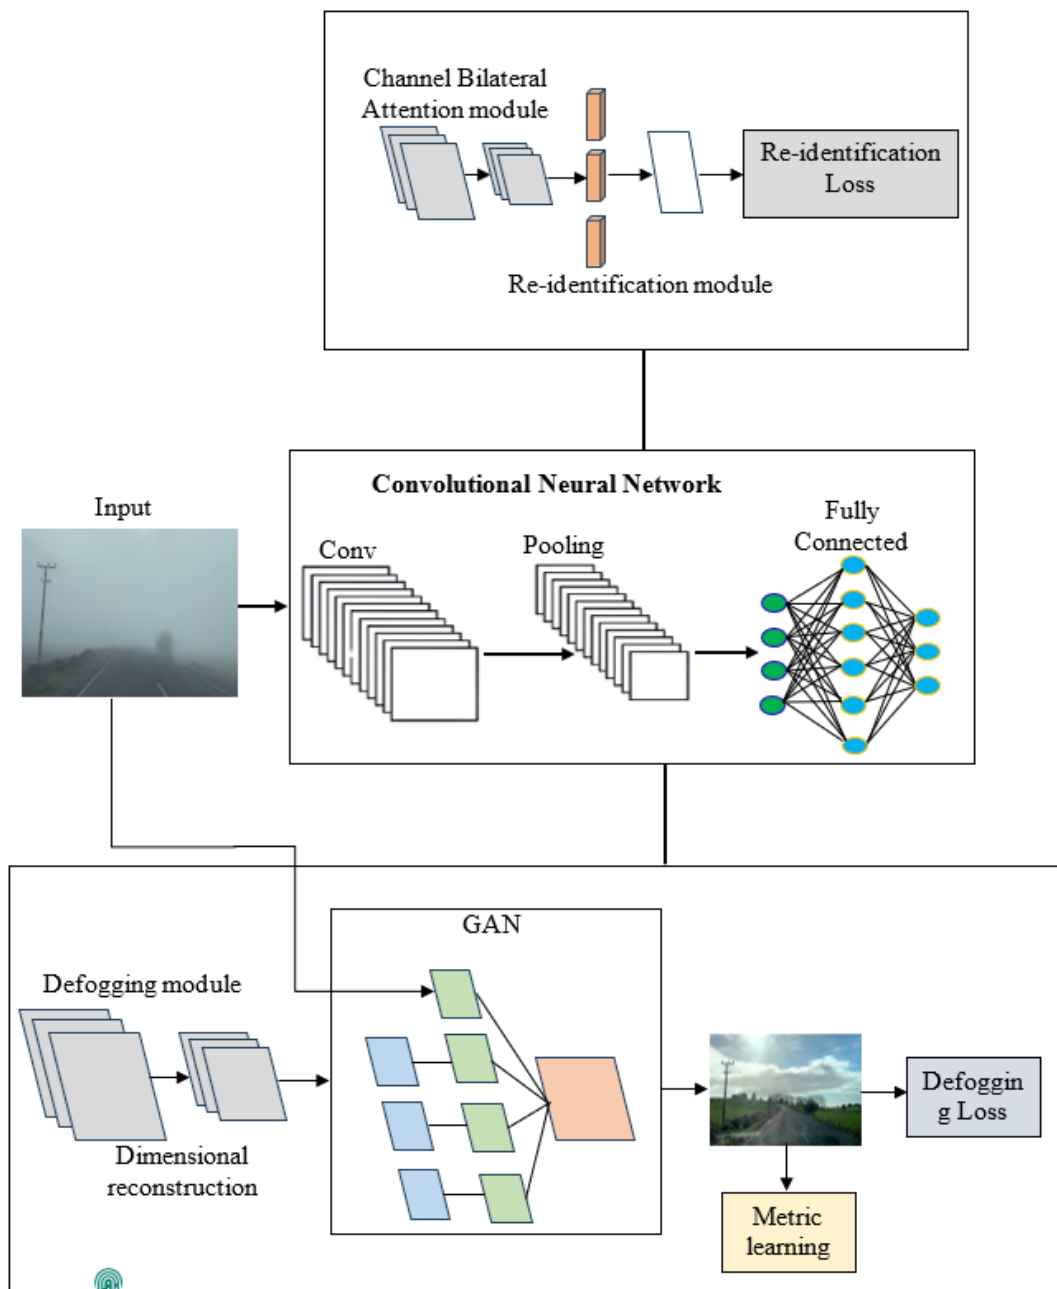 Channel Bilateral
Attention module
Re-identification
Loss
Re-identification module
Convolutional Neural Network
Input
Conv
Pooling
Fully
Connected
GAN
Defogging module
Dimensional
reconstruction
Defoggin
g Loss
Metric
learning